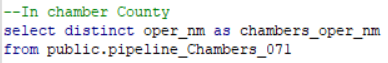 --In chamber County
select distinct oper_nm as chambers_oper_nm
from public.pipeline_Chambers_071